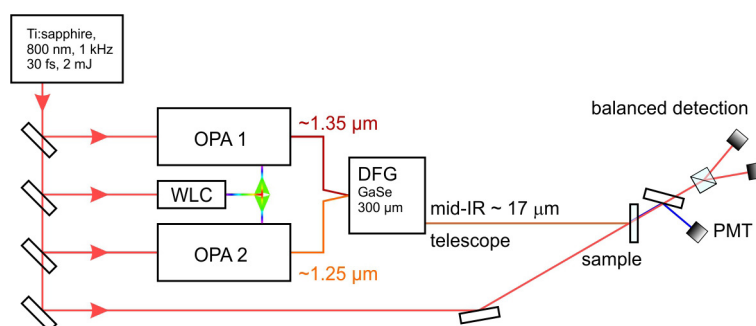 Ti:sapphire,
800 nm, 1 kHz
30 fs, 2 mJ
OPA 1
~1.35 µm
WLC
OPA 2
~1.25 µm
DFG
GaSe
300 µm
mid-IR ~ 17 µm
telescope
sample
balanced detection
PMT